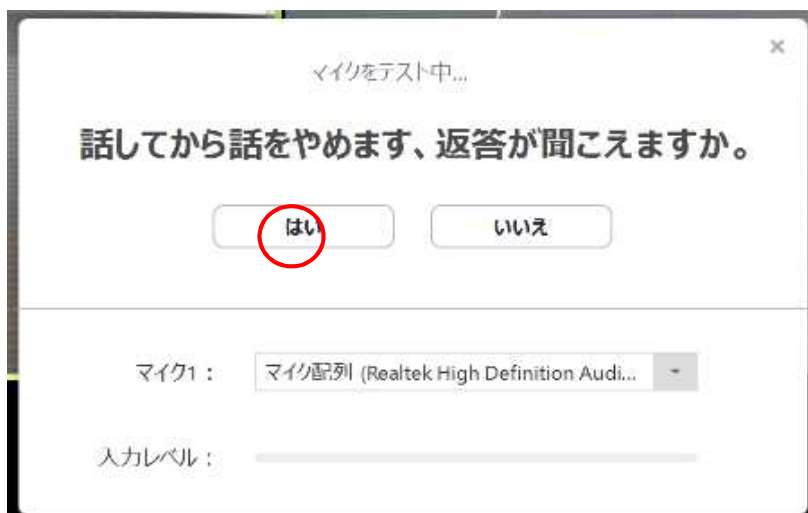 マイクをテスト中...
話してから話をやめます、返答が聞こえますか。
はい
いいえ
マイク1：
マイク配列 (Realtek High Definition Audi...
入力レベル：